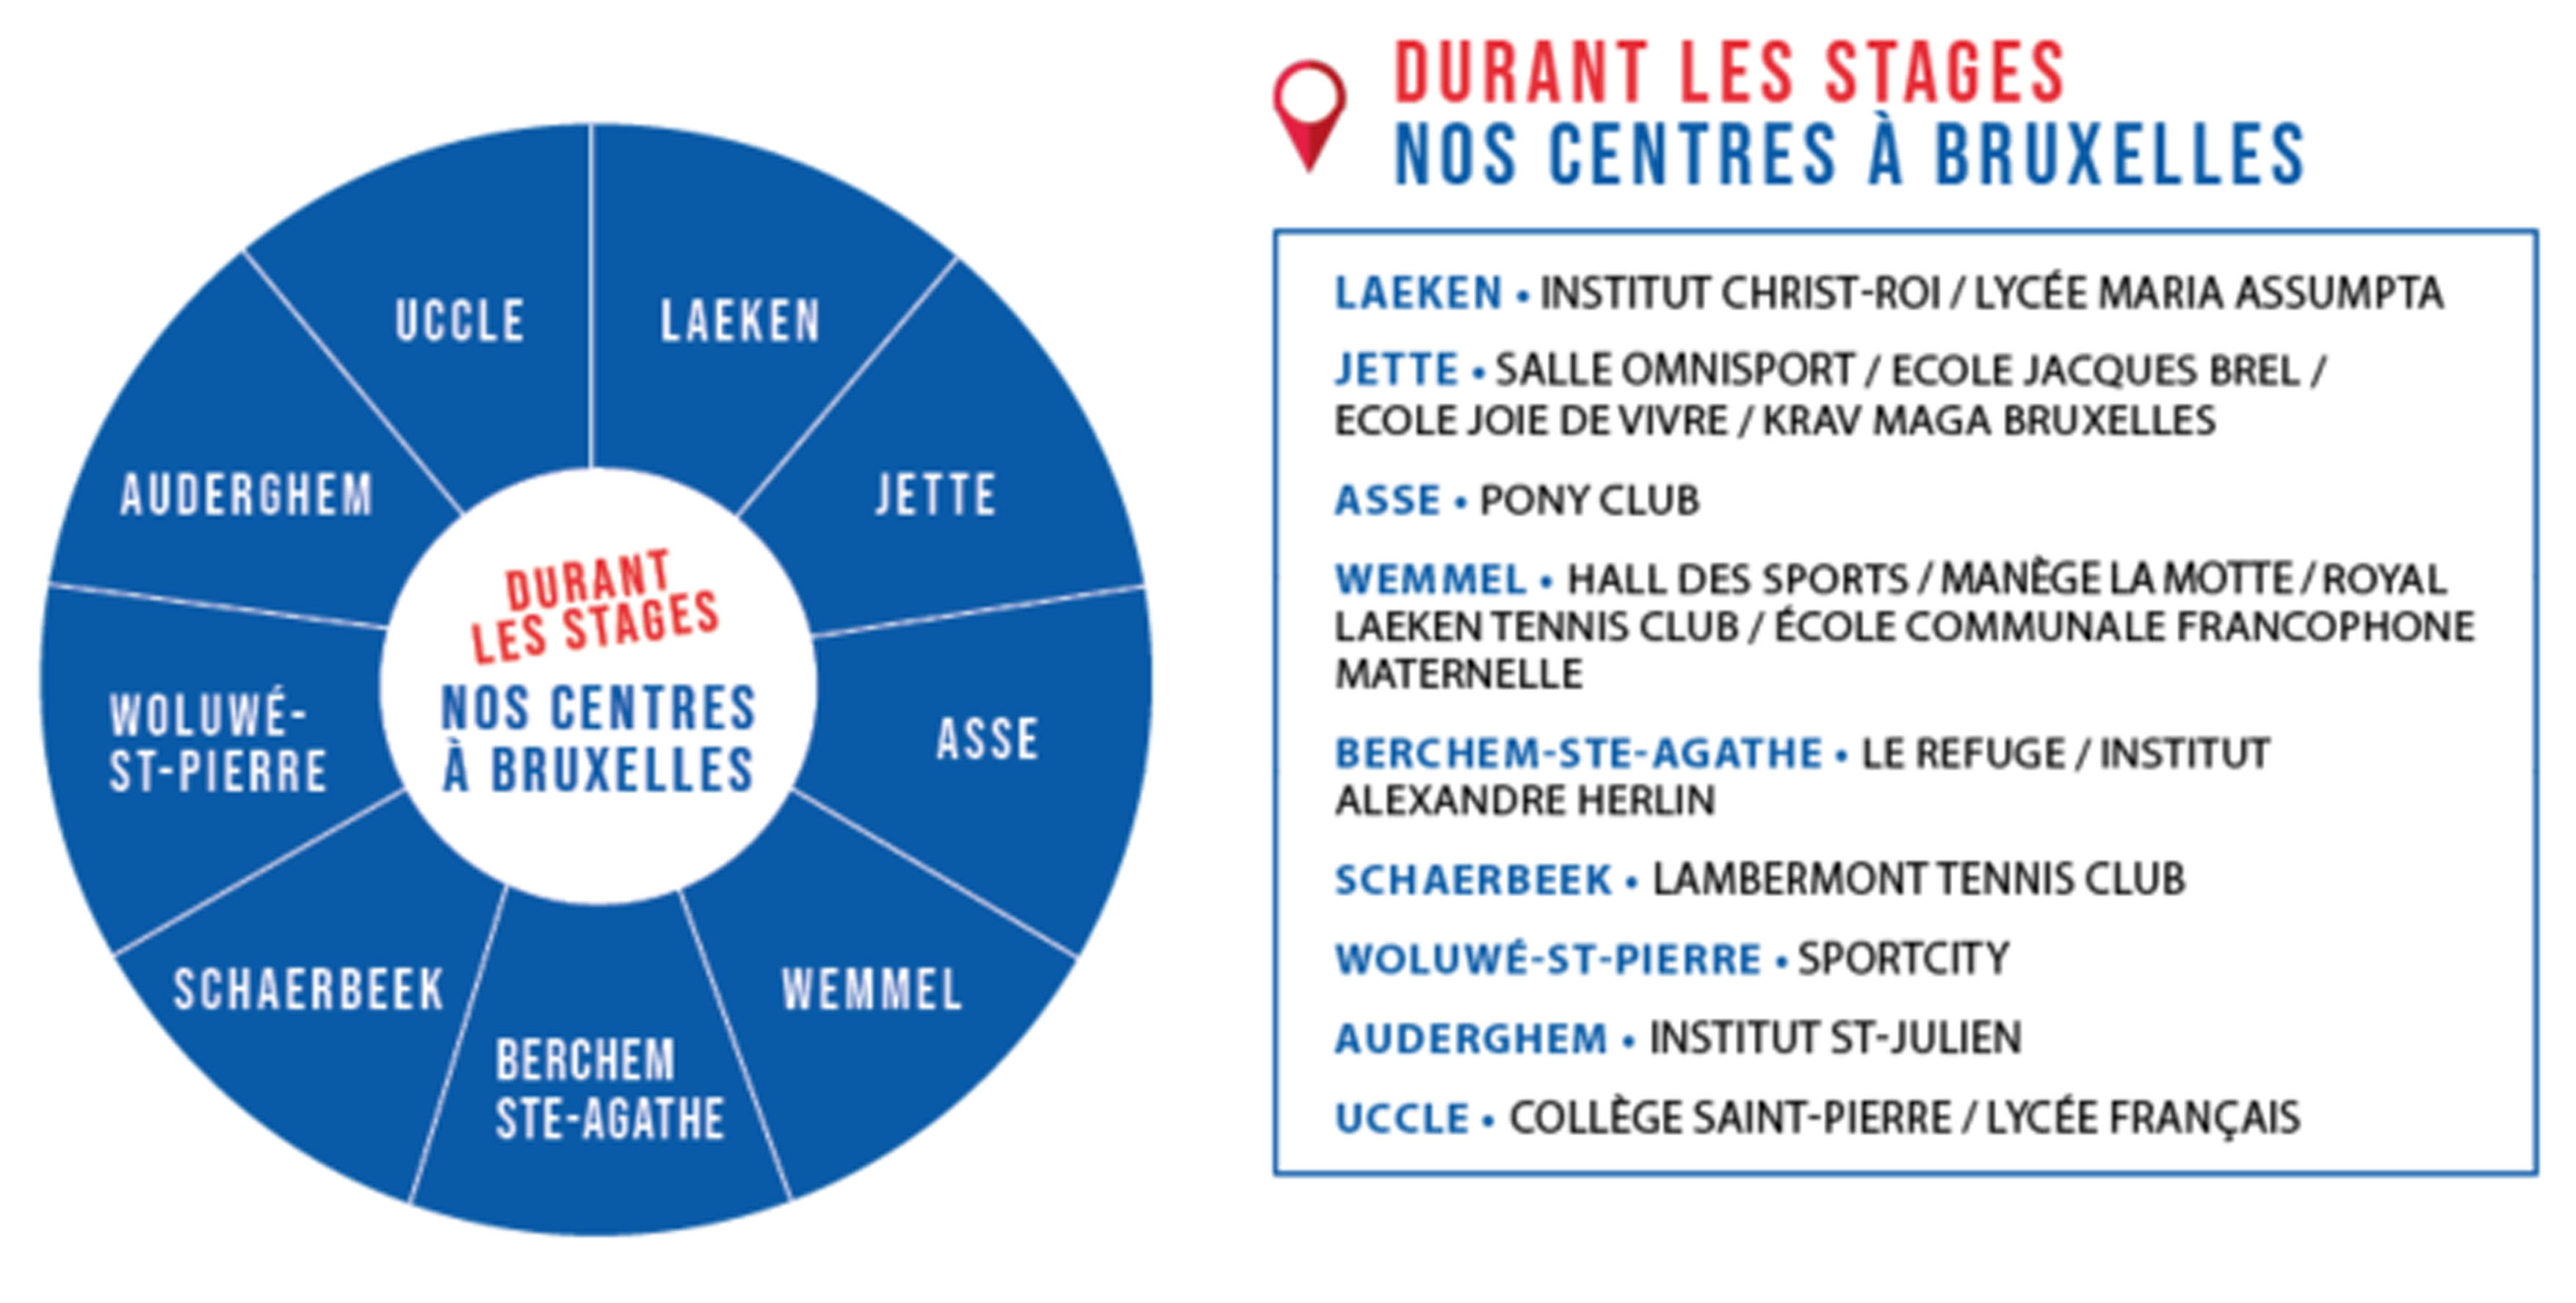 UCCLE
LAEKEN
AUDERGHEM
JETTE
WOLUWÉ-
ST-PIERRE
ASSE
SCHAERBEEK
WEMMEL
BERCHEM
STE-AGATHE
DURANT
LES STAGES
NOS CENTRES
À BRUXELLES
DURANT LES STAGES
NOS CENTRES À BRUXELLES
LAEKEN • INSTITUT CHRIST-ROI / LYCÉE MARIA ASSUMPTA
JETTE • SALLE OMNISPORT / ECOLE JACQUES BREL /
ECOLE JOIE DE VIVRE / KRAV MAGA BRUXELLES
ASSE • PONY CLUB
WEMMEL • HALL DES SPORTS / MANÈGE LA MOTTE / ROYAL
LAEKEN TENNIS CLUB / ÉCOLE COMMUNALE FRANCOPHONE
MATERNELLE
BERCHEM-STE-AGATHE • LE REFUGE / INSTITUT
ALEXANDRE HERLIN
SCHAERBEEK • LAMBERMONT TENNIS CLUB
WOLUWÉ-ST-PIERRE • SPORTCITY
AUDERGHEM • INSTITUT ST-JULIEN
UCCLE • COLLÈGE SAINT-PIERRE / LYCÉE FRANÇAIS